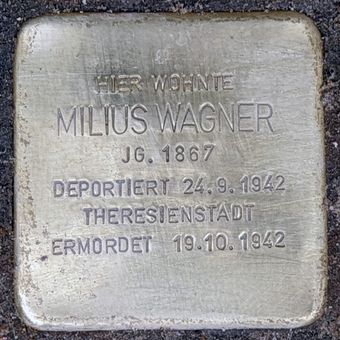 HIER WOHNTE
MILIUS WAGNER
JG. 1867
DEPORTIERT 24.9.1942
THERESIENSTADT
ERMORDET 19.10.1942